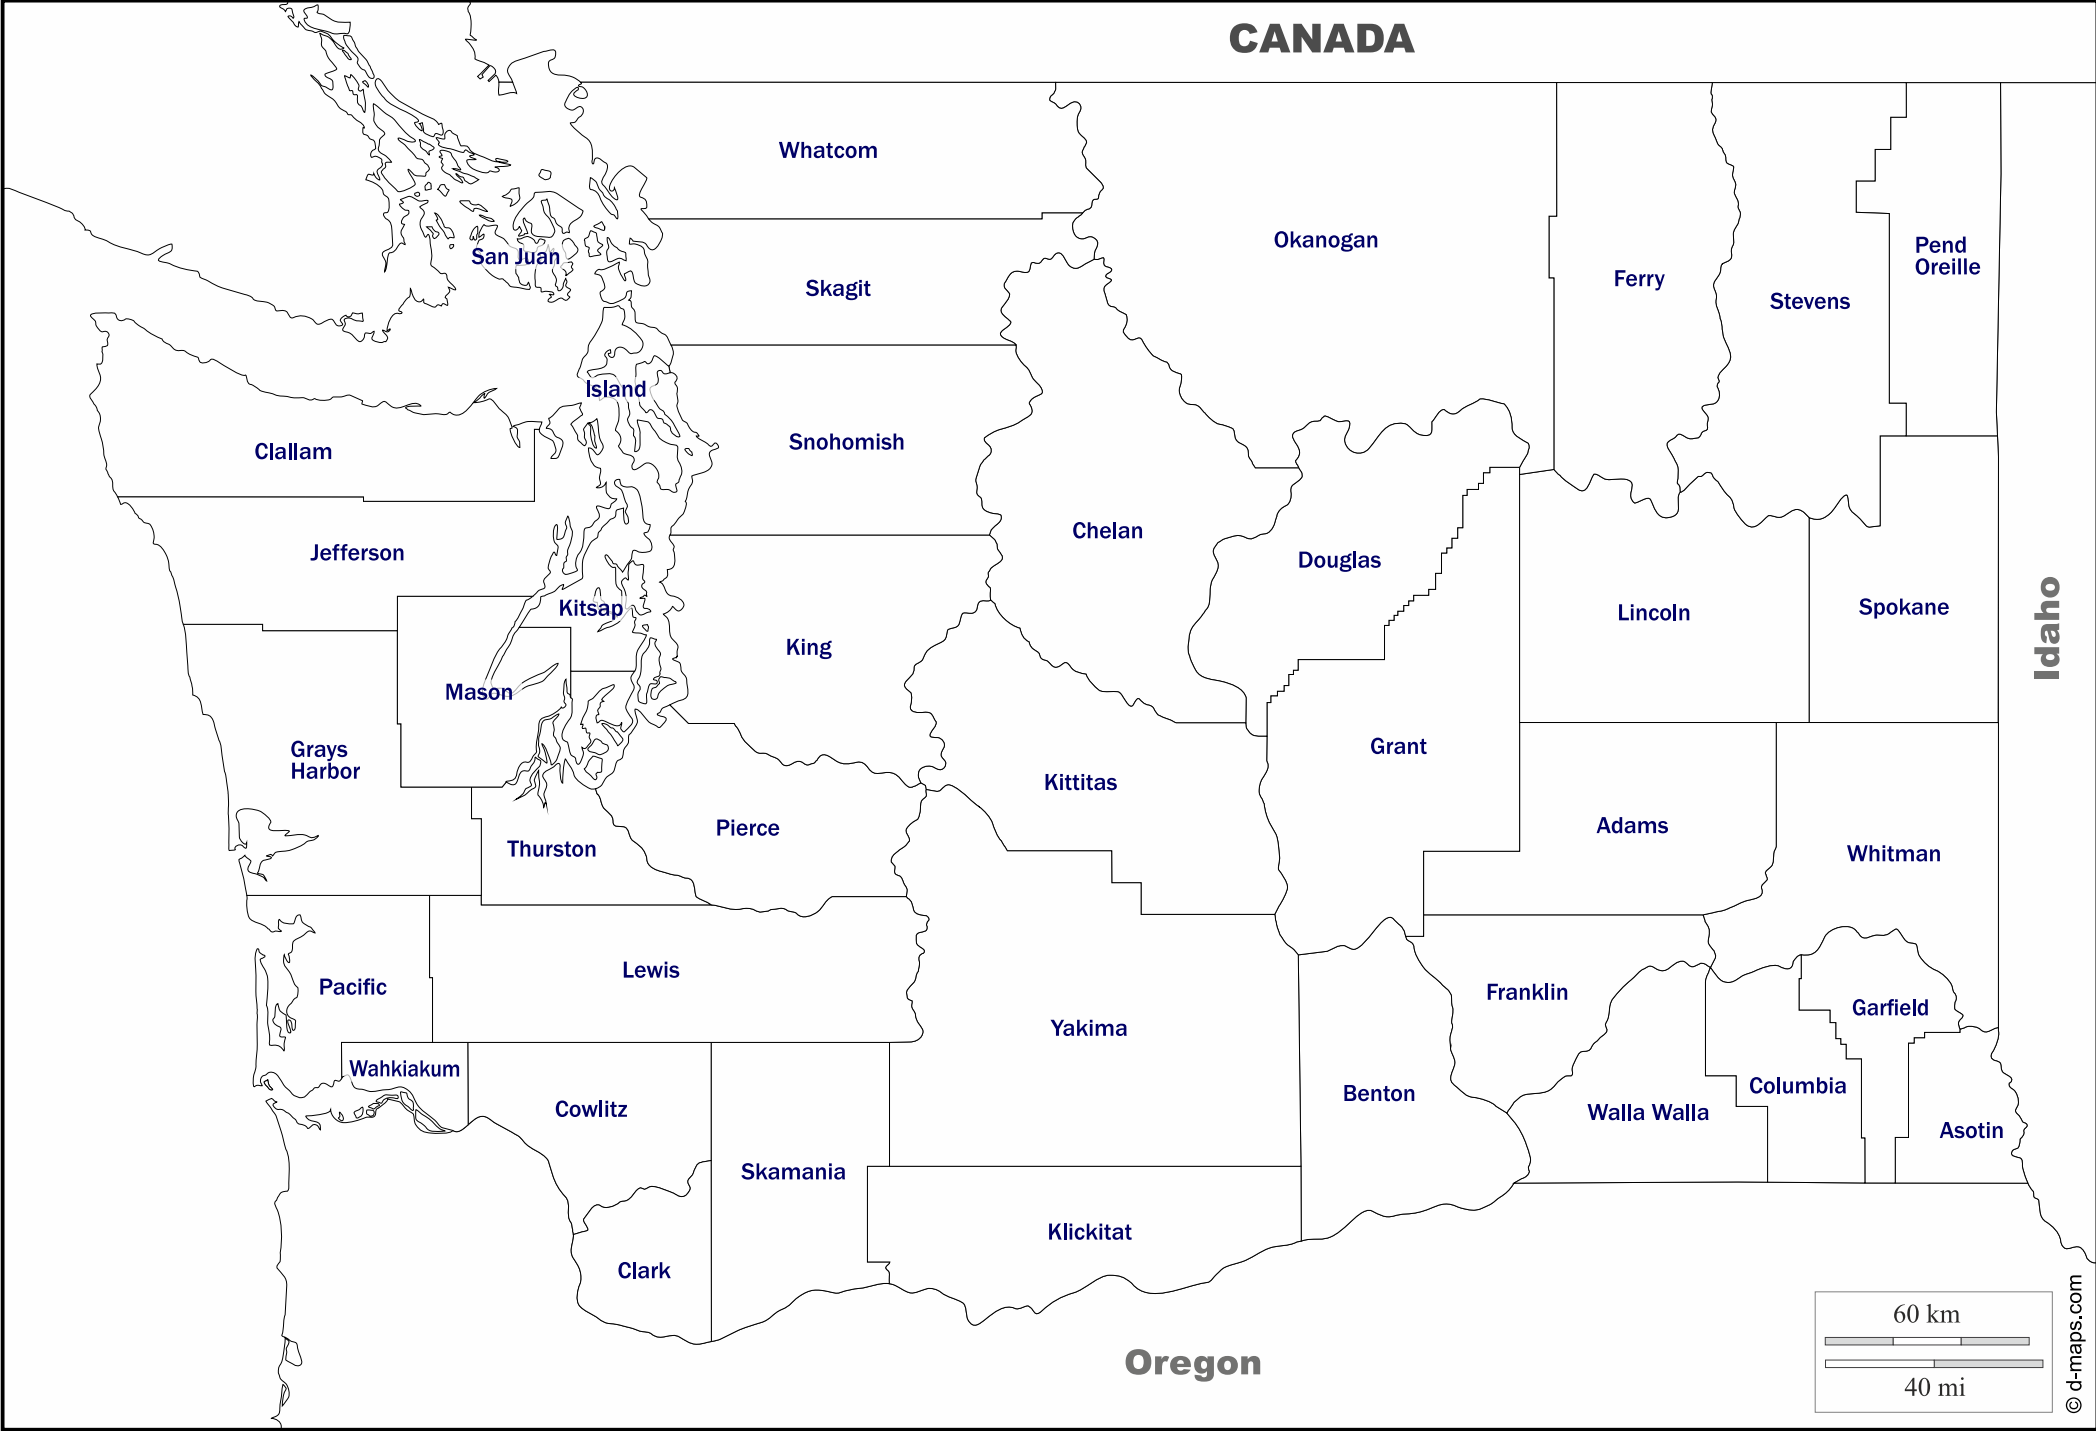 CANADA
Whatcom
Okanogan
Pend
Oreille
San Juan
Skagit
Ferry
Stevens
Island
Clallam
Snohomish
Chelan
Jefferson
Douglas
Kitsap
Lincoln
Spokane
Idaho
King
Mason
Grays
Harbor
Grant
Kittitas
Pierce
Adams
Thurston
Whitman
Lewis
Pacific
Franklin
Garfield
Yakima
Wahkiakum
Benton
Columbia
Cowlitz
Walla Walla
Asotin
Skamania
Klickitat
Clark
Oregon
60 km
40 mi
© d-maps.com